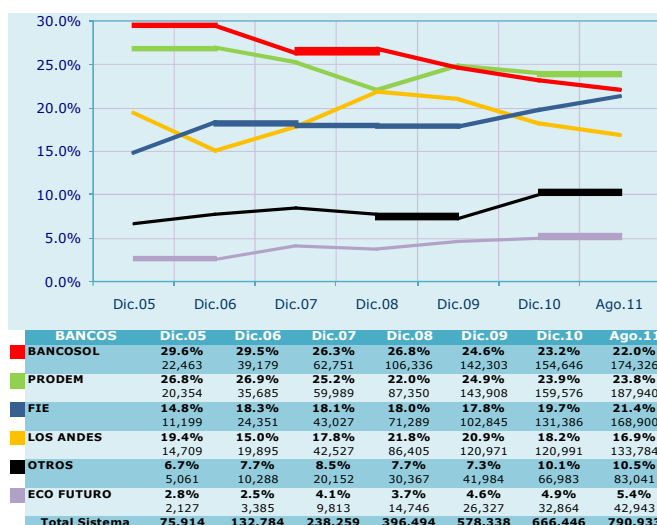 30.0%
25.0%
20.0%
15.0%
10.0%
5.0%
0.0%
Dic.05 Dic.06 Dic.07 Dic.08 Dic.09 Dic.10 Ago.11
BANCOS Dic.05 Dic.06 Dic.07 Dic.08 Dic.09 Dic.10 Ago.11
BANCOSOL 29.6% 29.5% 26.3% 26.8% 24.6% 23.2% 22.0%
22,463 39,179 62,751 106,336 142,303 154,646 174,326
PRODEM 26.8% 26.9% 25.2% 22.0% 24.9% 23.9% 23.8%
20,354 35,685 59,989 87,350 143,908 159,576 187,940
FIE 14.8% 18.3% 18.1% 18.0% 17.8% 19.7% 21.4%
11,199 24,351 43,027 71,289 102,845 131,386 168,900
LOS ANDES 19.4% 15.0% 17.8% 21.8% 20.9% 18.2% 16.9%
14,709 19,895 42,527 86,405 120,971 120,991 133,784
OTROS 6.7% 7.7% 8.5% 7.7% 7.3% 10.1% 10.5%
5,061 10,288 20,152 30,367 41,984 66,983 83,041
ECO FUTURO 2.8% 2.5% 4.1% 3.7% 4.6% 4.9% 5.4%
2,127 3,385 9,813 14,746 26,327 32,864 42,943
Total Sistema 75,914 132,784 238,259 396,494 578,338 666,446 790,933